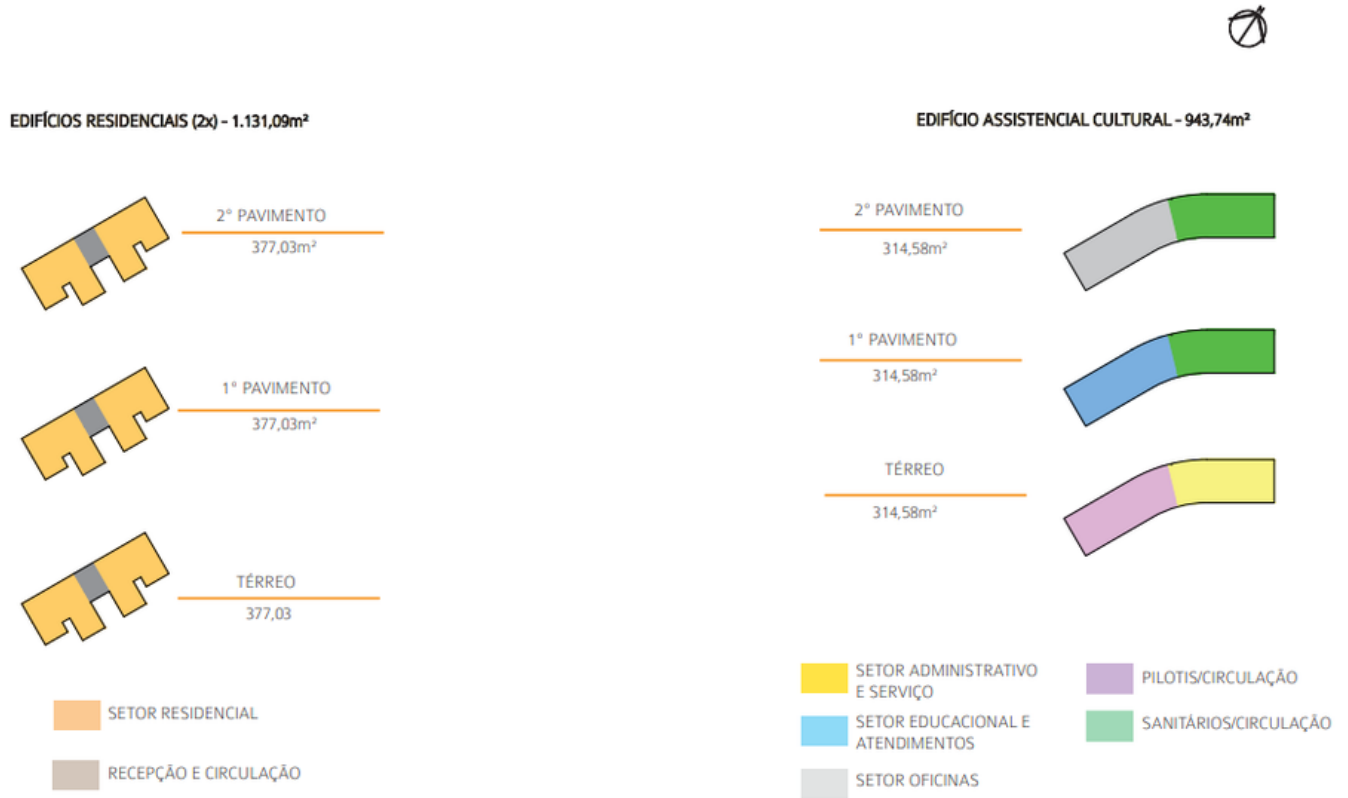 EDIFÍCIOS RESIDENCIAIS (2x) - 1.131,09m²
2° PAVIMENTO
377,03m²
1° PAVIMENTO
377,03m²
TÉRREO
377,03
SETOR RESIDENCIAL
RECEPÇÃO E CIRCULAÇÃO
EDIFÍCIO ASSISTENCIAL CULTURAL - 943,74m²
2° PAVIMENTO
314,58m²
1° PAVIMENTO
314,58m²
TÉRREO
314,58m²
SETOR ADMINISTRATIVO
E SERVIÇO
SETOR EDUCACIONAL E
ATENDIMENTOS
SETOR OFICINAS
PILOTIS/CIRCULAÇÃO
SANITÁRIOS/CIRCULAÇÃO